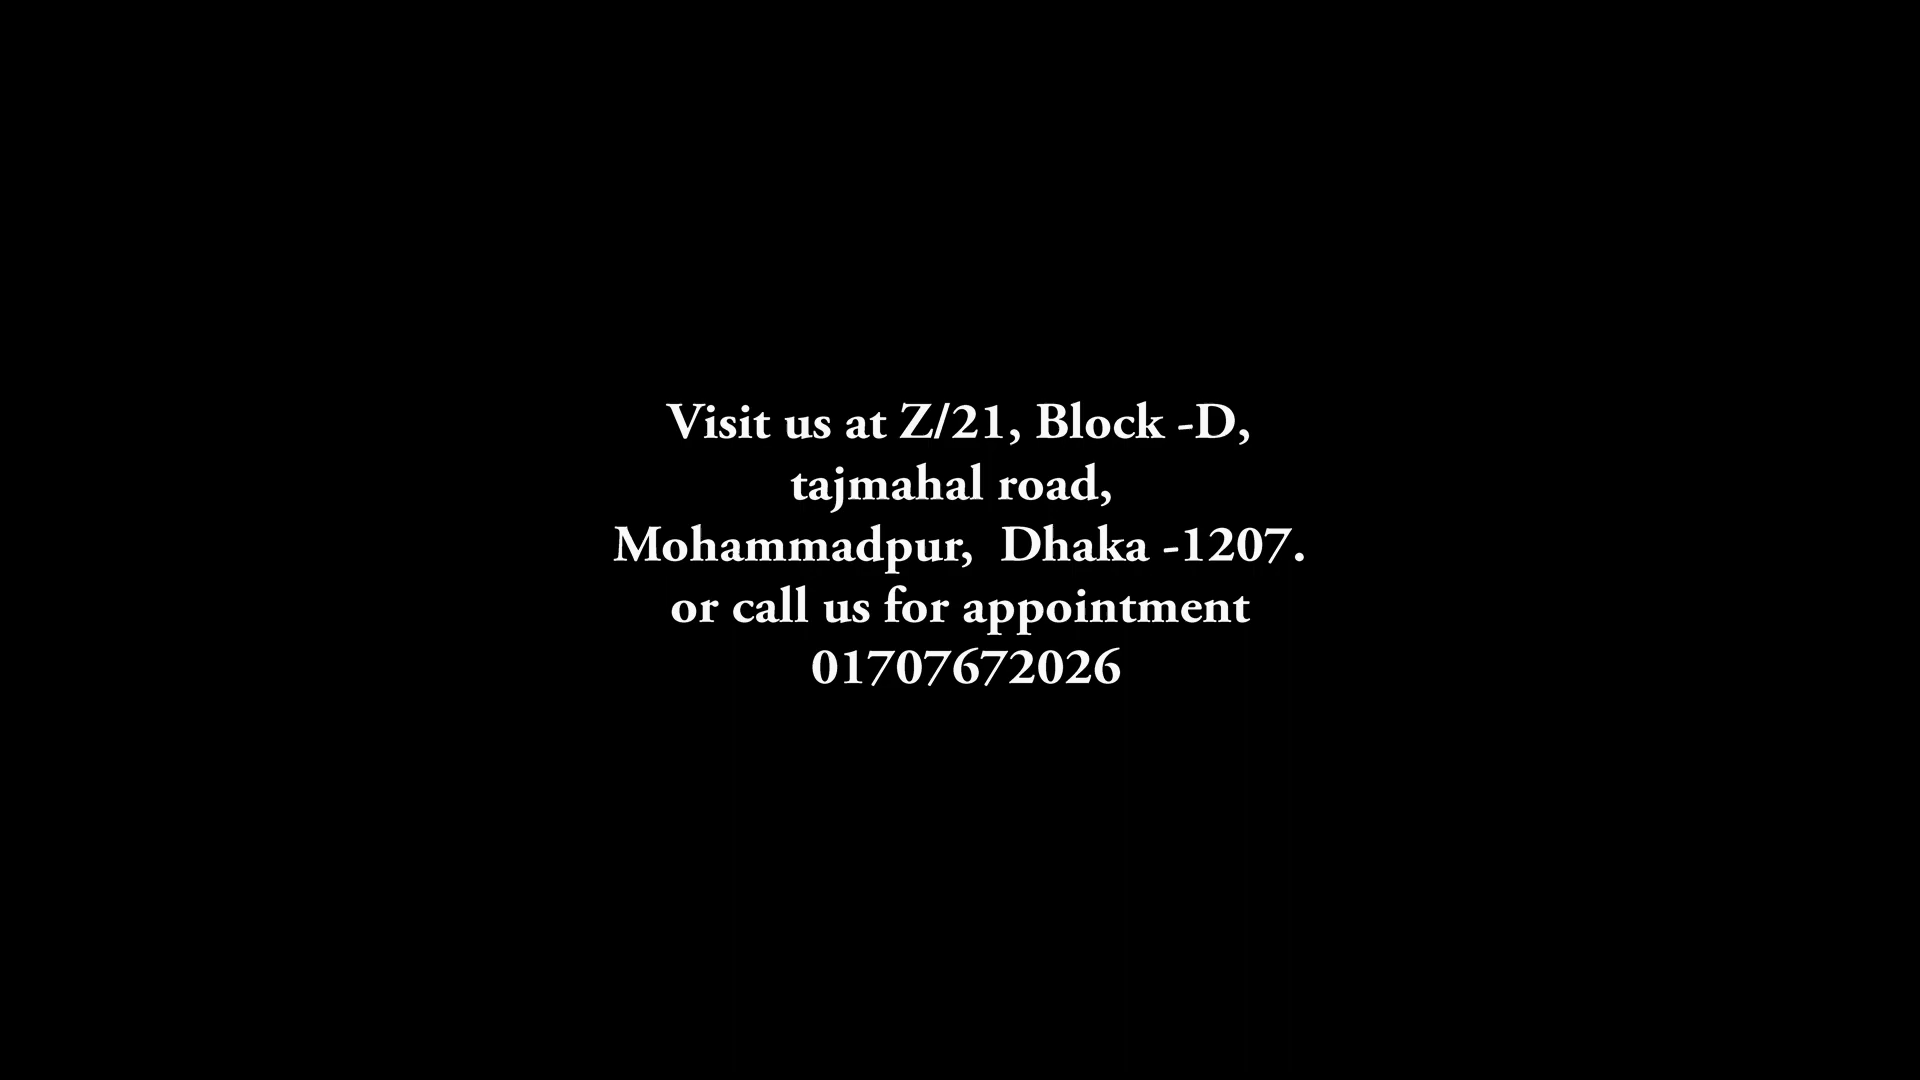 Visit us at Z/21, Block -D,
tajmahal road,
Mohammadpur,  Dhaka -1207.
or call us for appointment
01707672026